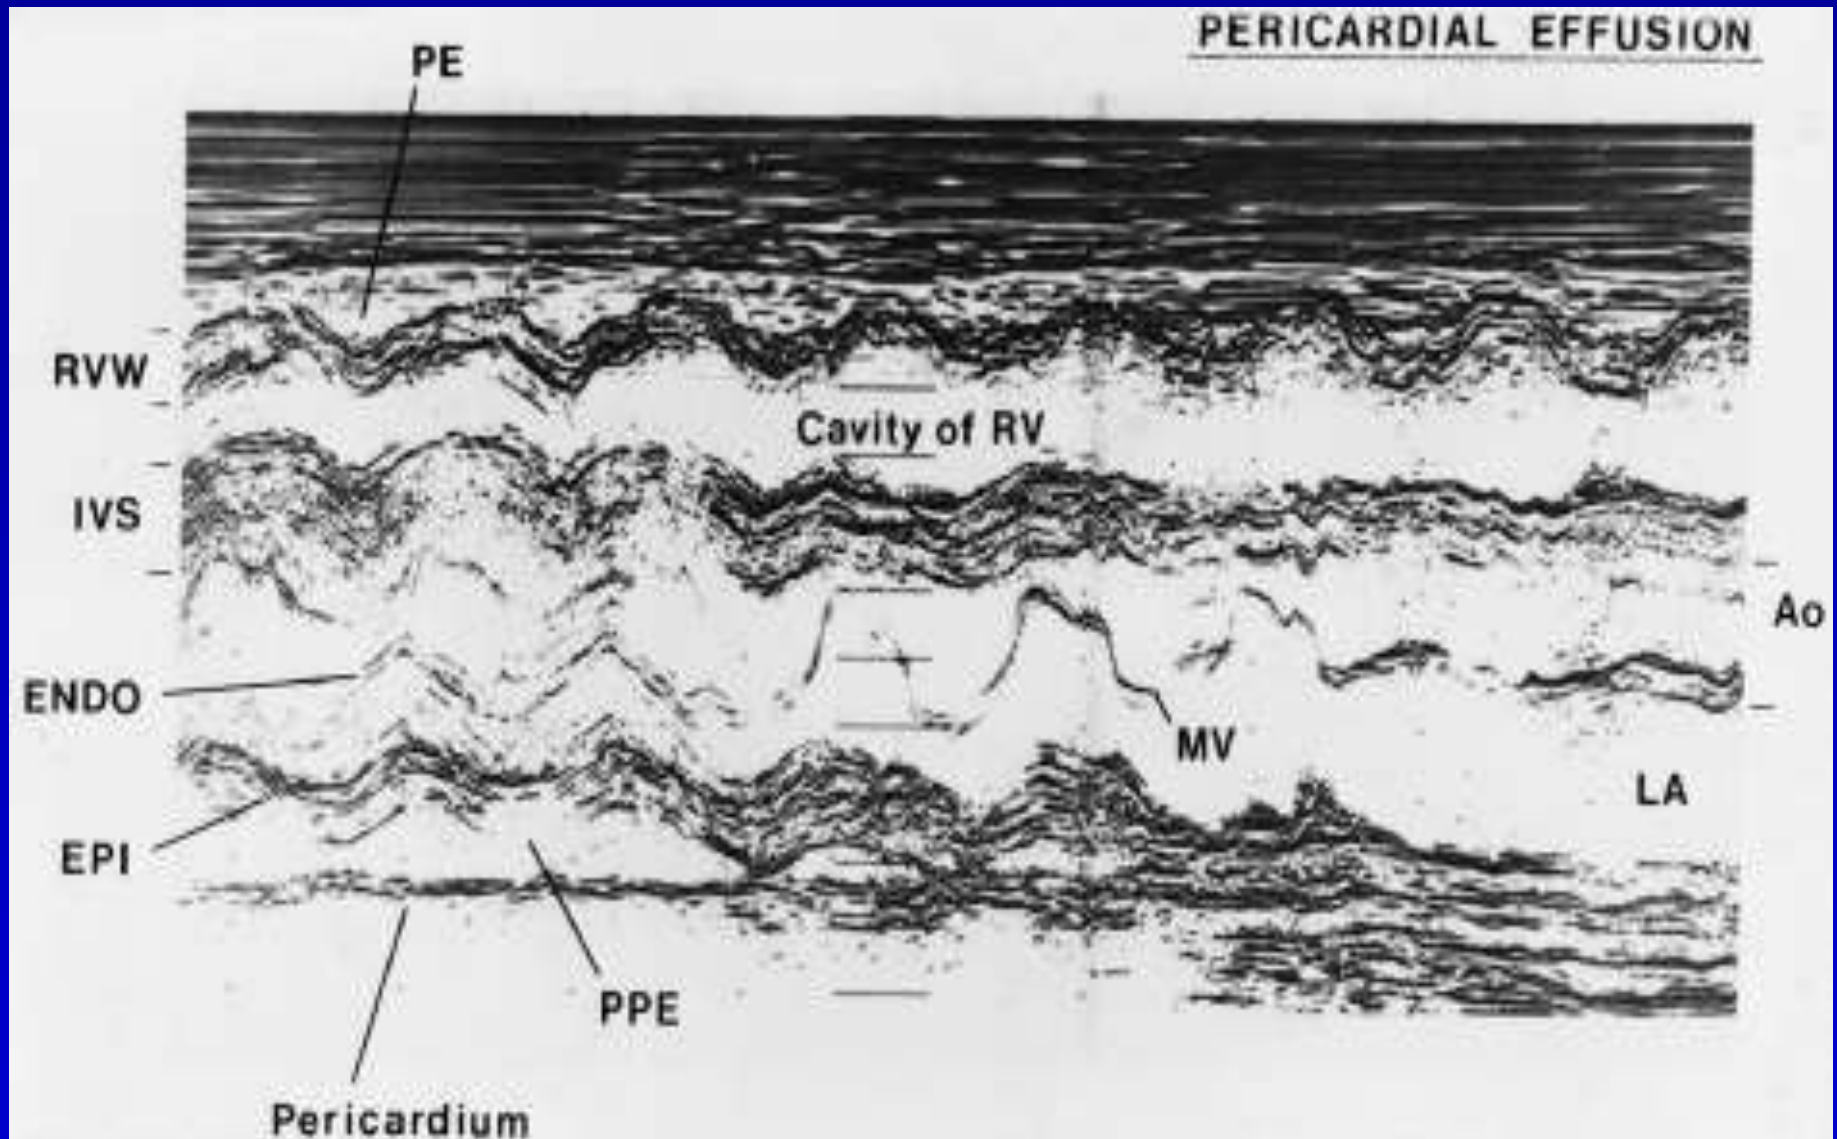 PERICARDIAL EFFUSION
PE
RVW
Cavity of RV
IVS
Ao
ENDO
MV
LA
EPI
PPE
Pericardium